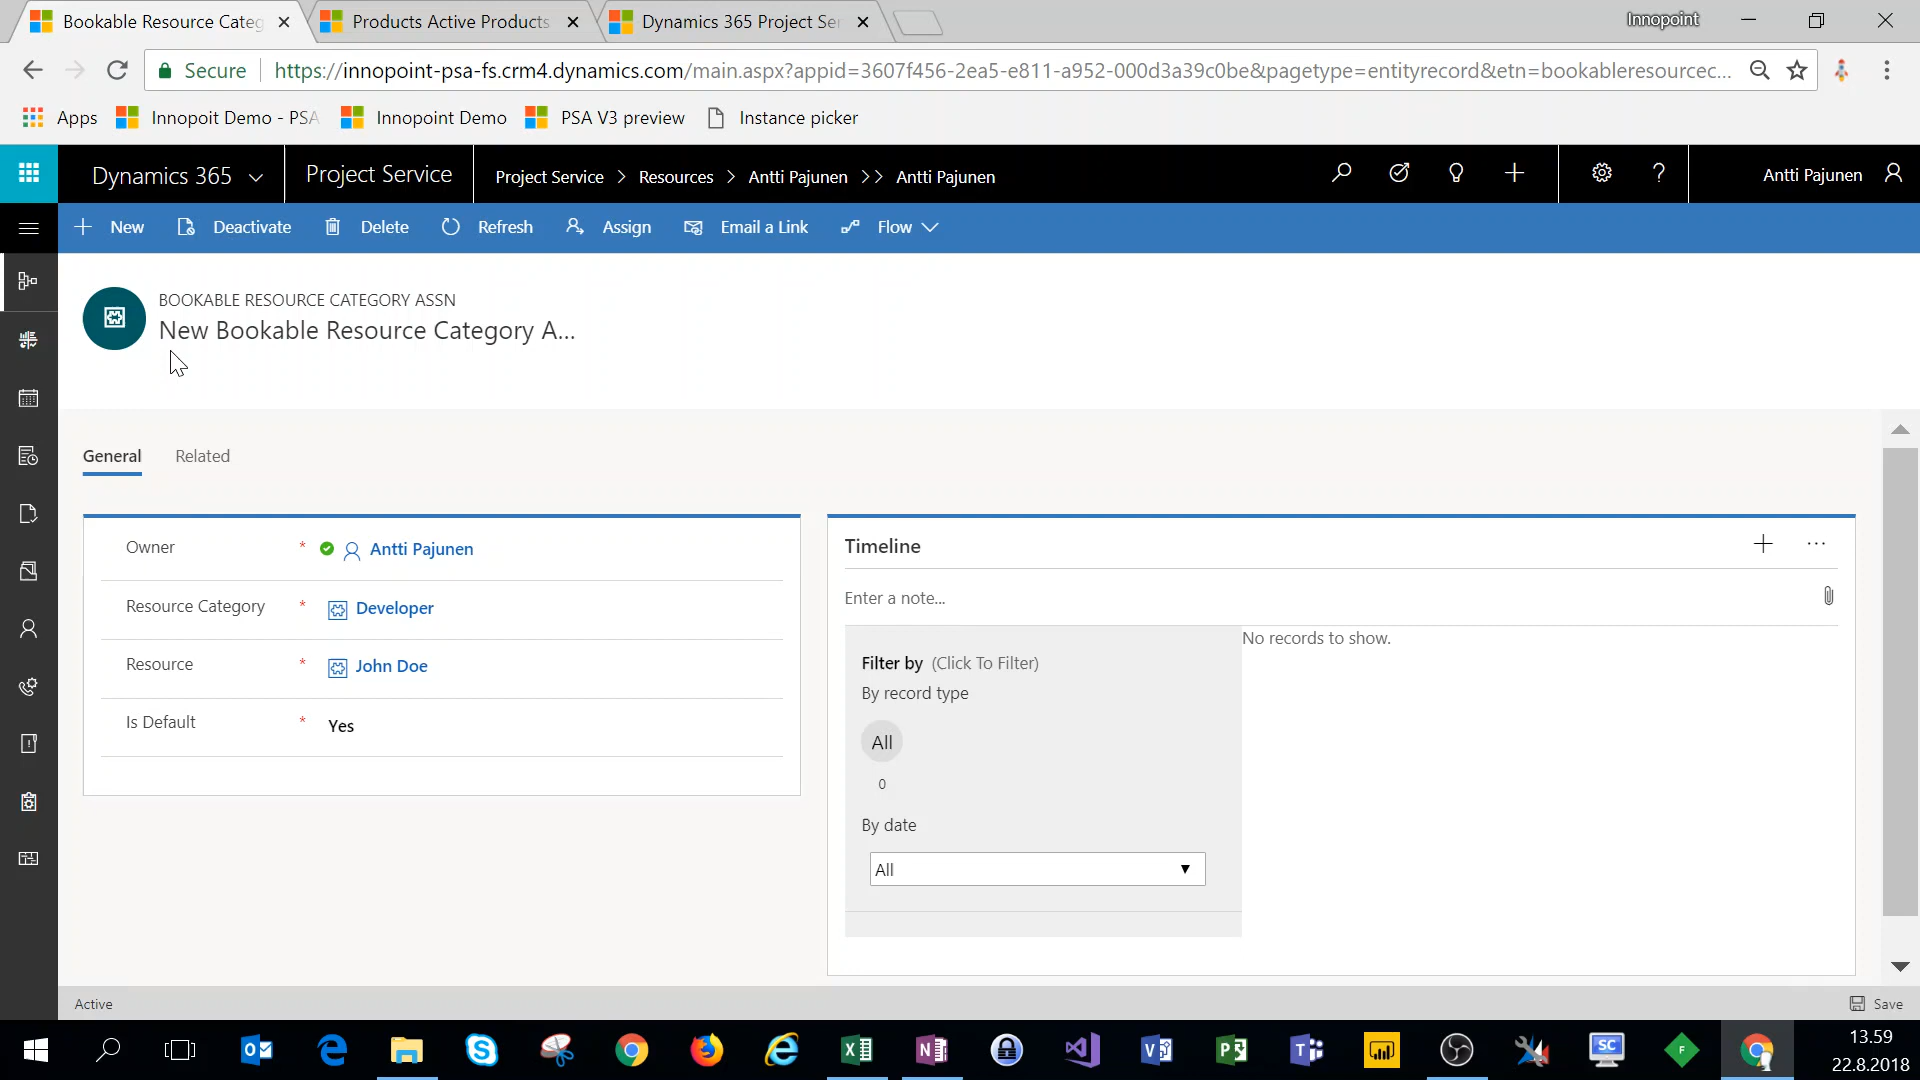 Bookable Resource Categ
Products Active Products
Dynamics 365 Project Ser
Innopoint
Secure
https://innopoint-psa-fs.crm4.dynamics.com/main.aspx?appid=3607f456-2ea5-e811-a952-000d3a39c0be&pagetype=entityrecord&etn=bookableresourcec...
Apps
Innopoit Demo - PSA
Innopoint Demo
PSA V3 preview
Instance picker
Dynamics 365
Project Service
Project Service > Resources > Antti Pajunen >> Antti Pajunen
Antti Pajunen
New
Deactivate
Delete
Refresh
Assign
Email a Link
Flow
BOOKABLE RESOURCE CATEGORY ASSN
New Bookable Resource Category A...
General
Related
Owner * Antti Pajunen
Resource Category * Developer
Resource * John Doe
Is Default * Yes
Timeline
Enter a note...
No records to show.
Filter by (Click To Filter)
By record type
All
0
By date
All
Active
Save
13.59
22.8.2018